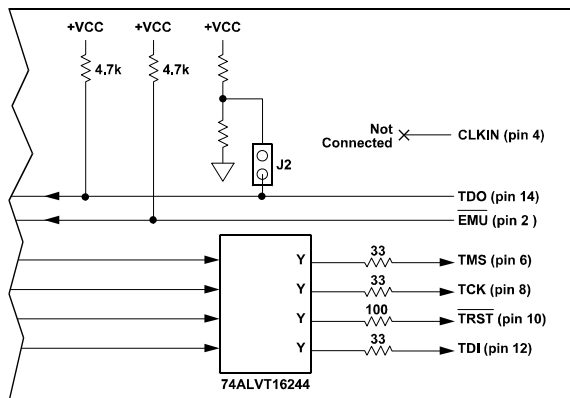 +VCC +VCC +VCC
4.7k 4.7k
Not
Connected
CLKIN (pin 4)
J2
TDO (pin 14)
EMU (pin 2 )
Y 33 TMS (pin 6)
Y 33 TCK (pin 8)
Y 100 TRST (pin 10)
Y 33 TDI (pin 12)
74ALVT16244